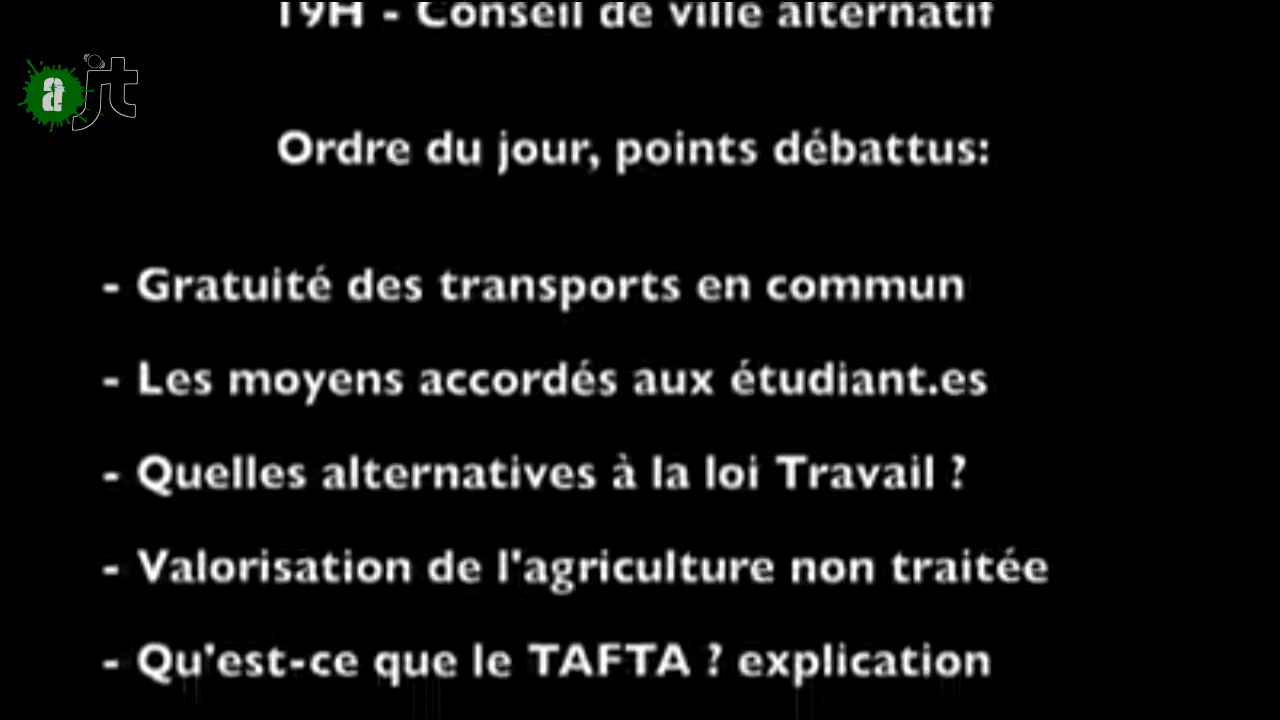 19H - Conseil de ville alternatif
ajt
Ordre du jour, points débattus:
- Gratuité des transports en commun
- Les moyens accordés aux étudiant.es
- Quelles alternatives à la loi Travail ?
- Valorisation de l'agriculture non traitée
- Qu'est-ce que le TAFTA ? explication